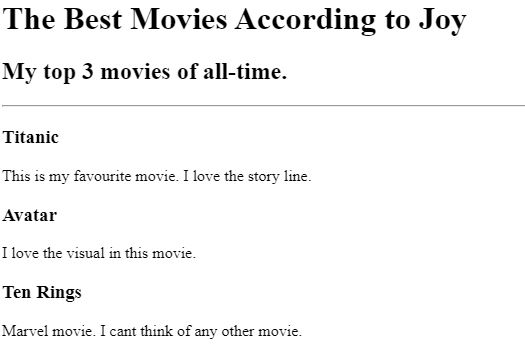 The Best Movies According to Joy
My top 3 movies of all-time.
Titanic
This is my favourite movie. I love the story line.
Avatar
I love the visual in this movie.
Ten Rings
Marvel movie. I cant think of any other movie.